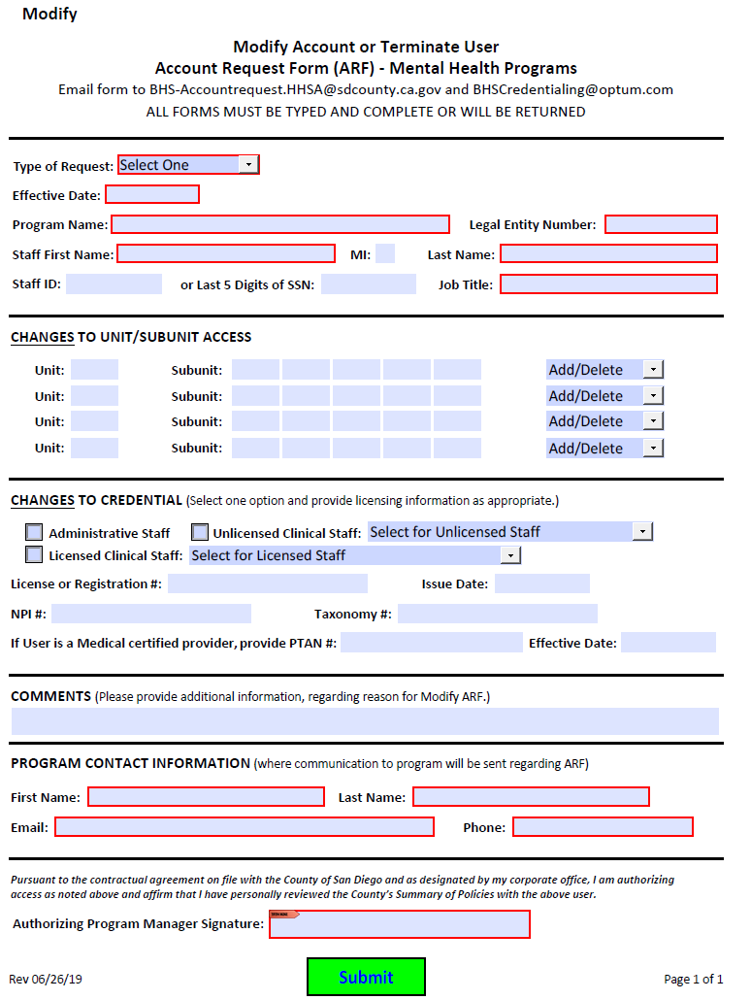 Modify
Modify Account or Terminate User
Account Request Form (ARF) - Mental Health Programs
Email form to BHS-Accountrequest.HHSA@sdcounty.ca.gov and BHSCredentialing@optum.com
ALL FORMS MUST BE TYPED AND COMPLETE OR WILL BE RETURNED
Type of Request: Select One
Effective Date:
Program Name: Legal Entity Number:
Staff First Name: MI: Last Name:
Staff ID: or Last 5 Digits of SSN: Job Title:
CHANGES TO UNIT/SUBUNIT ACCESS
Unit: Subunit: Add/Delete
Unit: Subunit: Add/Delete
Unit: Subunit: Add/Delete
Unit: Subunit: Add/Delete
CHANGES TO CREDENTIAL (Select one option and provide licensing information as appropriate.)
Administrative Staff Unlicensed Clinical Staff: Select for Unlicensed Staff
Licensed Clinical Staff: Select for Licensed Staff
License or Registration #: Issue Date:
NPI #: Taxonomy #:
If User is a Medical certified provider, provide PTAN #: Effective Date:
COMMENTS (Please provide additional information, regarding reason for Modify ARF.)
PROGRAM CONTACT INFORMATION (where communication to program will be sent regarding ARF)
First Name: Last Name:
Email: Phone:
Pursuant to the contractual agreement on file with the County of San Diego and as designated by my corporate office, I am authorizing
access as noted above and affirm that I have personally reviewed the County's Summary of Policies with the above user.
Authorizing Program Manager Signature:
Rev 06/26/19 Submit Page 1 of 1